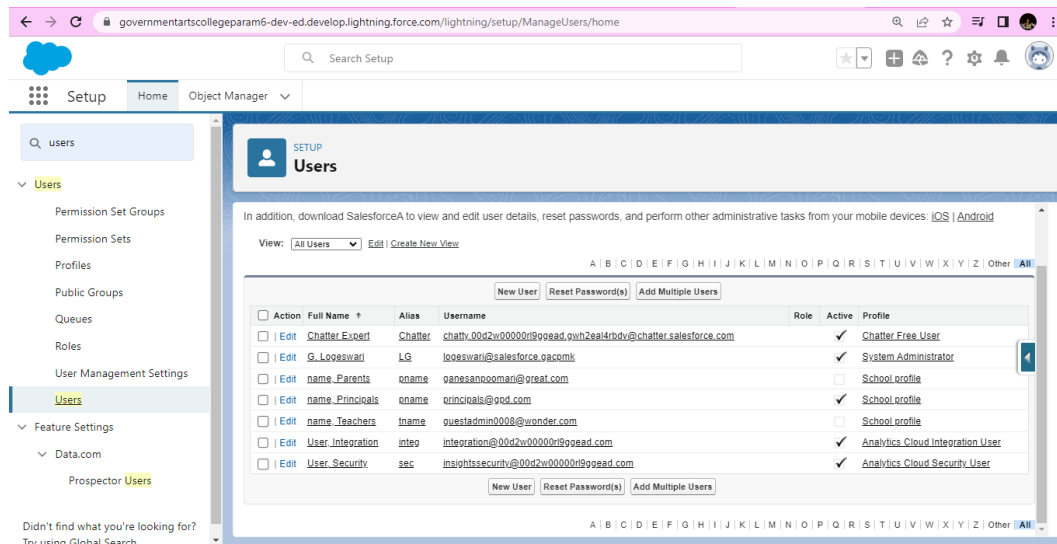 governmentartscollegeparam6-dev-ed.develop.lightning.force.com/lightning/setup/ManageUsers/home
Search Setup
Setup Home Object Manager
users
SETUP
Users
Users
Permission Set Groups
Permission Sets
Profiles
Public Groups
Queues
Roles
User Management Settings
Users
Feature Settings
Data.com
Prospector Users
Didn't find what you're looking for?
Try using Global Search
In addition, download SalesforceA to view and edit user details, reset passwords, and perform other administrative tasks from your mobile devices: iOS | Android
View: All Users Edit | Create New View
A | B | C | D | E | F | G | H | I | J | K | L | M | N | O | P | Q | R | S | T | U | V | W | X | Y | Z | Other All
New User Reset Password(s) Add Multiple Users
Action Full Name ↑ Alias Username Role Active Profile
| Edit Chatter Expert Chatter chatty.00d2w00000rl9ggead.gwh2eal4rbdv@chatter.salesforce.com ✓ Chatter Free User
| Edit G, Logeswari LG logeswari@salesforce.gacpmk ✓ System Administrator
| Edit name, Parents pname ganesanpoomari@great.com School profile
| Edit name, Principals pname principals@gpd.com ✓ School profile
| Edit name, Teachers tname guestadmin0008@wonder.com School profile
| Edit User, Integration integ integration@00d2w00000rl9ggead.com ✓ Analytics Cloud Integration User
| Edit User, Security sec insightssecurity@00d2w00000rl9ggead.com ✓ Analytics Cloud Security User
New User Reset Password(s) Add Multiple Users
A | B | C | D | E | F | G | H | I | J | K | L | M | N | O | P | Q | R | S | T | U | V | W | X | Y | Z | Other All